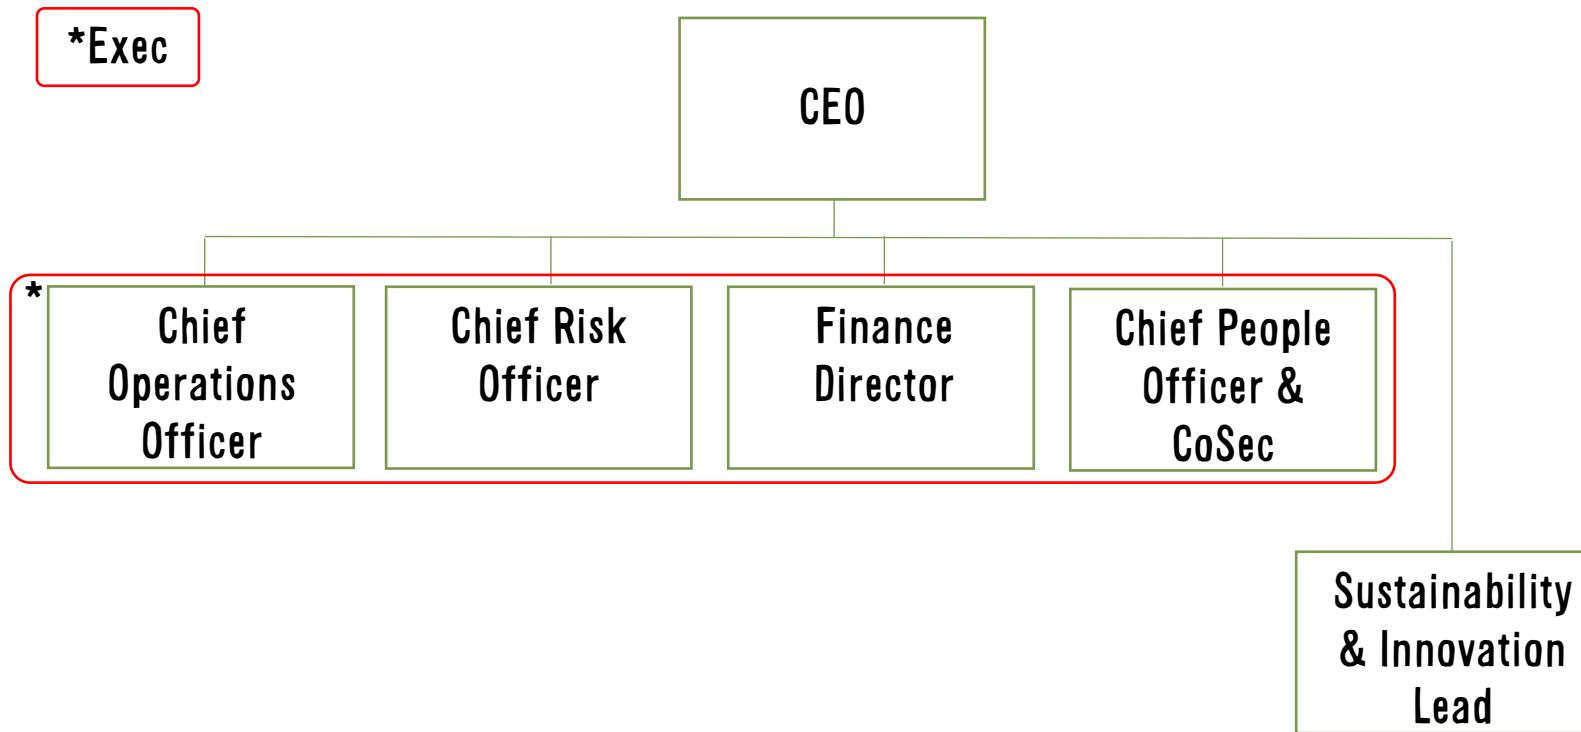 *Exec
CEO
*
Chief
Operations
Officer
Chief Risk
Officer
Finance
Director
Chief People
Officer &
CoSec
Sustainability
& Innovation
Lead